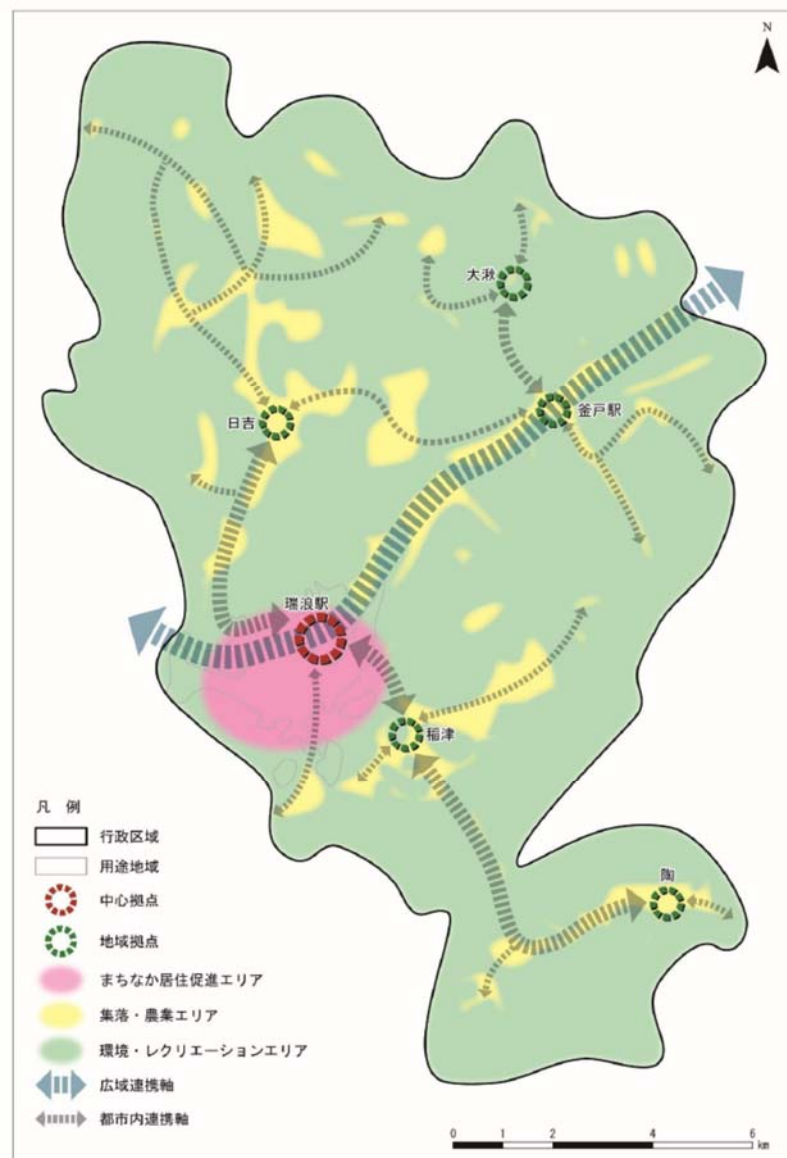 N
大湫
釜戸駅
日吉
瑞浪駅
稲津
陶
凡 例
行政区域
用途地域
中心拠点
地域拠点
まちなか居住促進エリア
集落・農業エリア
環境・レクリエーションエリア
広域連携軸
都市内連携軸
0 1 2 4 6
km